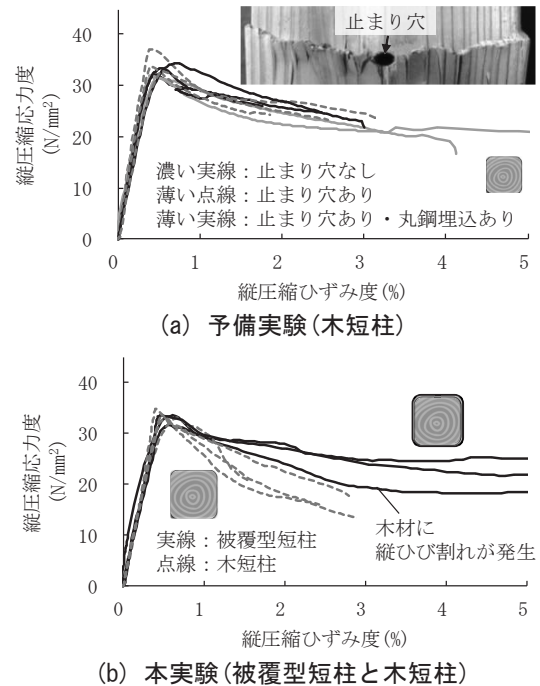 止まり穴
縦圧縮応力度
(N/mm²)
40
30
20
10
0
濃い実線：止まり穴なし
薄い点線：止まり穴あり
薄い実線：止まり穴あり・丸鋼埋込あり
0 1 2 3 4 5
縦圧縮ひずみ度(%)
(a) 予備実験(木短柱)
縦圧縮応力度
(N/mm²)
40
30
20
10
0
実線：被覆型短柱
点線：木短柱
木材に
縦ひび割れが発生
0 1 2 3 4 5
縦圧縮ひずみ度(%)
(b) 本実験(被覆型短柱と木短柱)